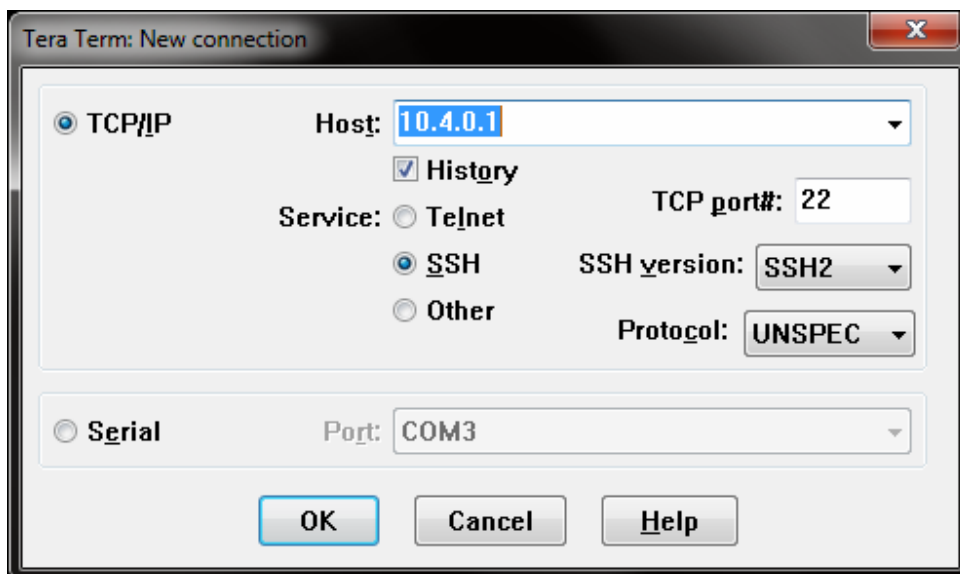 Tera Term: New connection
TCP/IP Host: 10.4.0.1
History
Service: Telnet TCP port#: 22
SSH SSH version: SSH2
Other Protocol: UNSPEC
Serial Port: COM3
OK Cancel Help